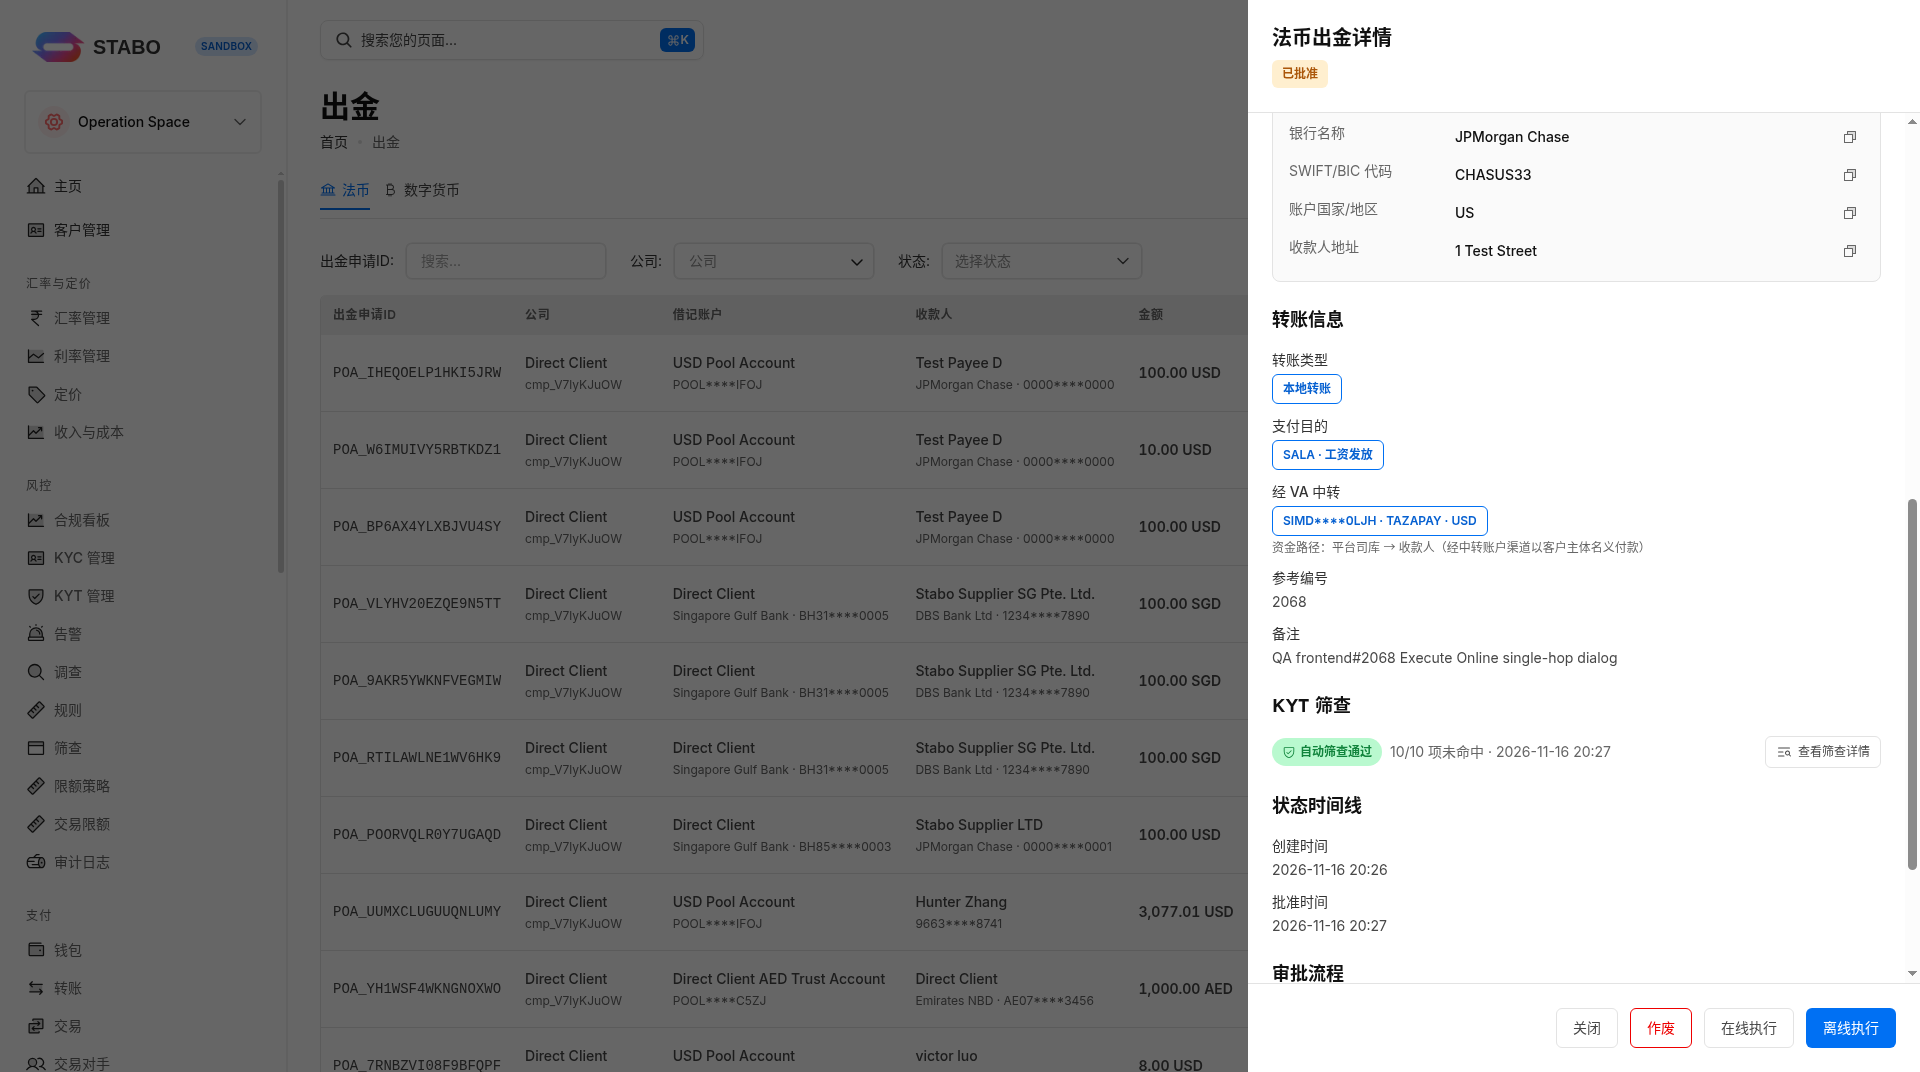 STABO
SANDBOX
Operation Space
主页
客户管理
汇率与定价
汇率管理
利率管理
定价
收入与成本
风控
合规看板
KYC 管理
KYT 管理
告警
调查
规则
筛查
限额策略
交易限额
审计日志
支付
钱包
转账
交易
交易对手
搜索您的页面...
⌘K
出金
首页 • 出金
法币
数字货币
出金申请ID:
搜索...
公司:
公司
状态:
选择状态
出金申请ID 公司 借记账户 收款人 金额
POA_IHEQOELP1HKI5JRW Direct Client USD Pool Account Test Payee D 100.00 USD
cmp_V7IyKJuOW POOL****IFOJ JPMorgan Chase · 0000****0000
POA_W6IMUIVY5RBTKDZ1 Direct Client USD Pool Account Test Payee D 10.00 USD
cmp_V7IyKJuOW POOL****IFOJ JPMorgan Chase · 0000****0000
POA_BP6AX4YLXBJVU4SY Direct Client USD Pool Account Test Payee D 100.00 USD
cmp_V7IyKJuOW POOL****IFOJ JPMorgan Chase · 0000****0000
POA_VLYHV20EZQE9N5TT Direct Client Direct Client Stabo Supplier SG Pte. Ltd. 100.00 SGD
cmp_V7IyKJuOW Singapore Gulf Bank · BH31****0005 DBS Bank Ltd · 1234****7890
POA_9AKR5YWKNFVEGMIW Direct Client Direct Client Stabo Supplier SG Pte. Ltd. 100.00 SGD
cmp_V7IyKJuOW Singapore Gulf Bank · BH31****0005 DBS Bank Ltd · 1234****7890
POA_RTILAWLNE1WV6HK9 Direct Client Direct Client Stabo Supplier SG Pte. Ltd. 100.00 SGD
cmp_V7IyKJuOW Singapore Gulf Bank · BH31****0005 DBS Bank Ltd · 1234****7890
POA_POORVQLR0Y7UGAQD Direct Client Direct Client Stabo Supplier LTD 100.00 USD
cmp_V7IyKJuOW Singapore Gulf Bank · BH85****0003 JPMorgan Chase · 0000****0001
POA_UUMXCLUGUUQNLUMY Direct Client USD Pool Account Hunter Zhang 3,077.01 USD
cmp_V7IyKJuOW POOL****IFOJ 9663****8741
POA_YH1WSF4WKNGNOXWO Direct Client Direct Client AED Trust Account Direct Client 1,000.00 AED
cmp_V7IyKJuOW POOL****C5ZJ Emirates NBD · AE07****3456
POA_7RNBZVI08F9BFQPF Direct Client USD Pool Account victor luo 8.00 USD
法币出金详情
已批准
银行名称 JPMorgan Chase
SWIFT/BIC 代码 CHASUS33
账户国家/地区 US
收款人地址 1 Test Street
转账信息
转账类型
本地转账
支付目的
SALA · 工资发放
经 VA 中转
SIMD****0LJH · TAZAPAY · USD
资金路径：平台司库 → 收款人（经中转账户渠道以客户主体名义付款）
参考编号
2068
备注
QA frontend#2068 Execute Online single-hop dialog
KYT 筛查
自动筛查通过 10/10 项未命中 · 2026-11-16 20:27 查看筛查详情
状态时间线
创建时间
2026-11-16 20:26
批准时间
2026-11-16 20:27
审批流程
关闭 作废 在线执行 离线执行